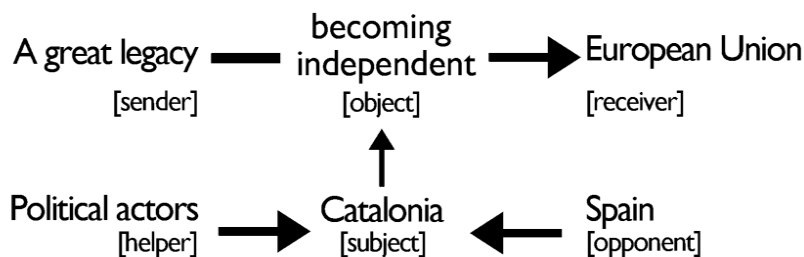 A great legacy
[sender]
becoming
independent
[object]
European Union
[receiver]
Political actors
[helper]
Catalonia
[subject]
Spain
[opponent]